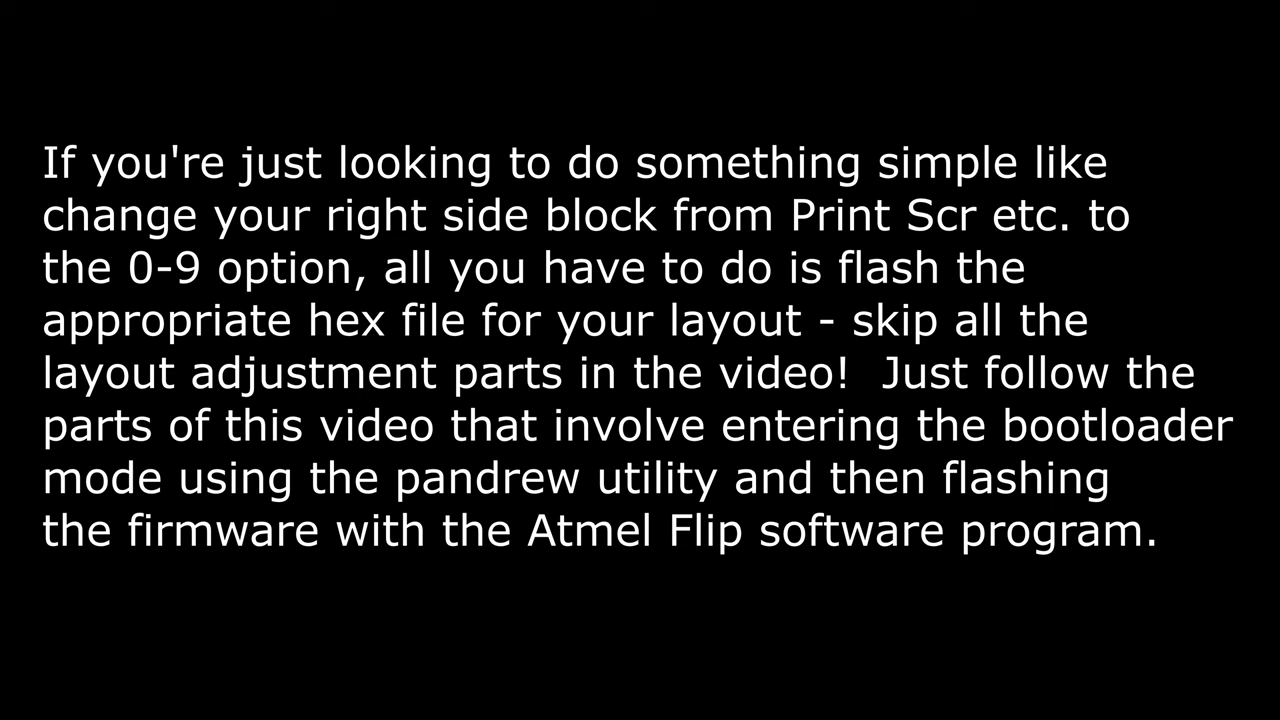 If you're just looking to do something simple like
change your right side block from Print Scr etc. to
the 0-9 option, all you have to do is flash the
appropriate hex file for your layout - skip all the
layout adjustment parts in the video!  Just follow the
parts of this video that involve entering the bootloader
mode using the pandrew utility and then flashing
the firmware with the Atmel Flip software program.